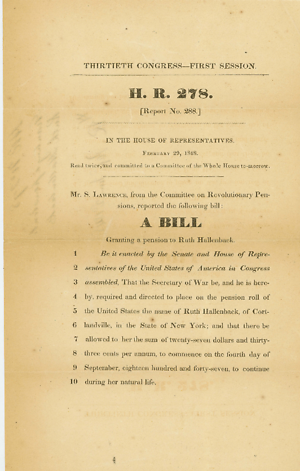 THIRTIETH CONGRESS—FIRST SESSION.
H. R. 278.
[Report No. 288.]
IN THE HOUSE OF REPRESENTATIVES.
February 29, 1848.
Read twice, and committed to a Committee of the Whole House to-morrow.
Mr. S. Lawrence, from the Committee on Revolutionary Pen-
sions, reported the following bill:
A BILL
Granting a pension to Ruth Hallenback.
1 Be it enacted by the Senate and House of Repre-
2 sentatives of the United States of America in Congress
3 assembled, That the Secretary of War be, and he is here-
4 by, required and directed to place on the pension roll of
5 the United States the name of Ruth Hallenback, of Cort-
6 landville, in the State of New York; and that there be
7 allowed to her the sum of twenty-seven dollars and thirty-
8 three cents per annum, to commence on the fourth day of
9 September, eighteen hundred and forty-seven, to continue
10 during her natural life.